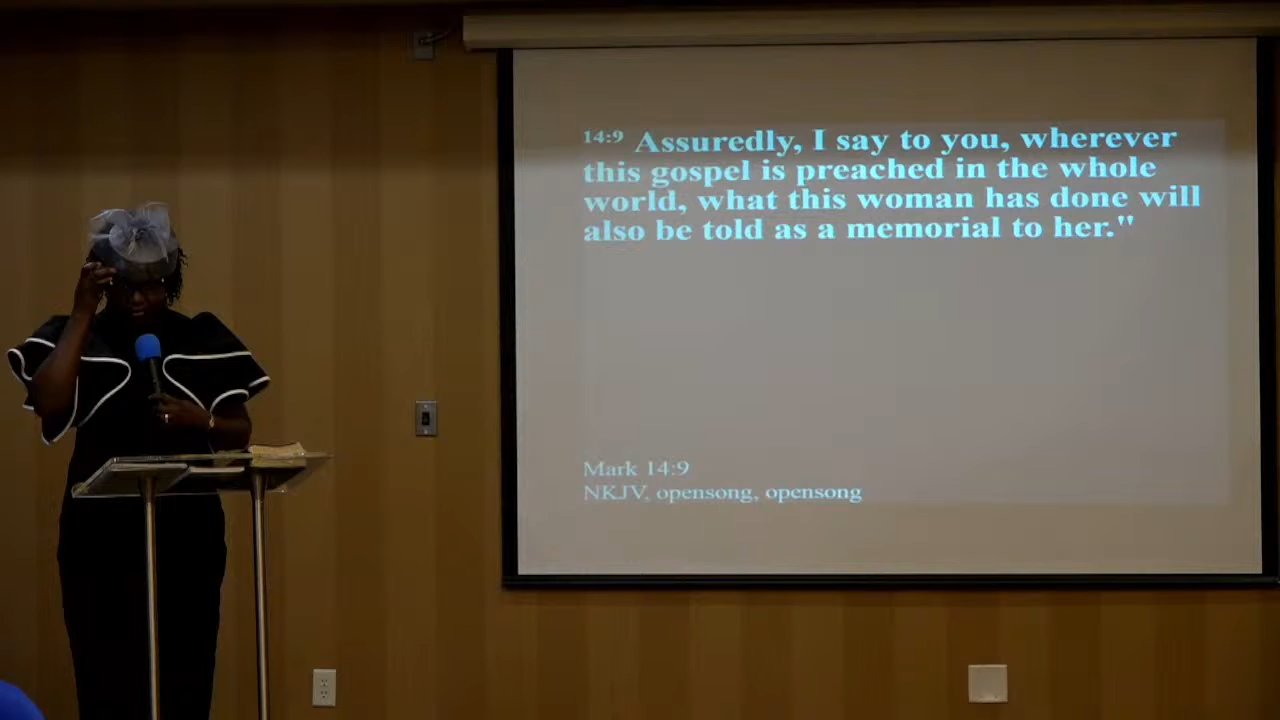 14:9 Assuredly, I say to you, wherever
this gospel is preached in the whole
world, what this woman has done will
also be told as a memorial to her."
Mark 14:9
NKJV, opensong, opensong